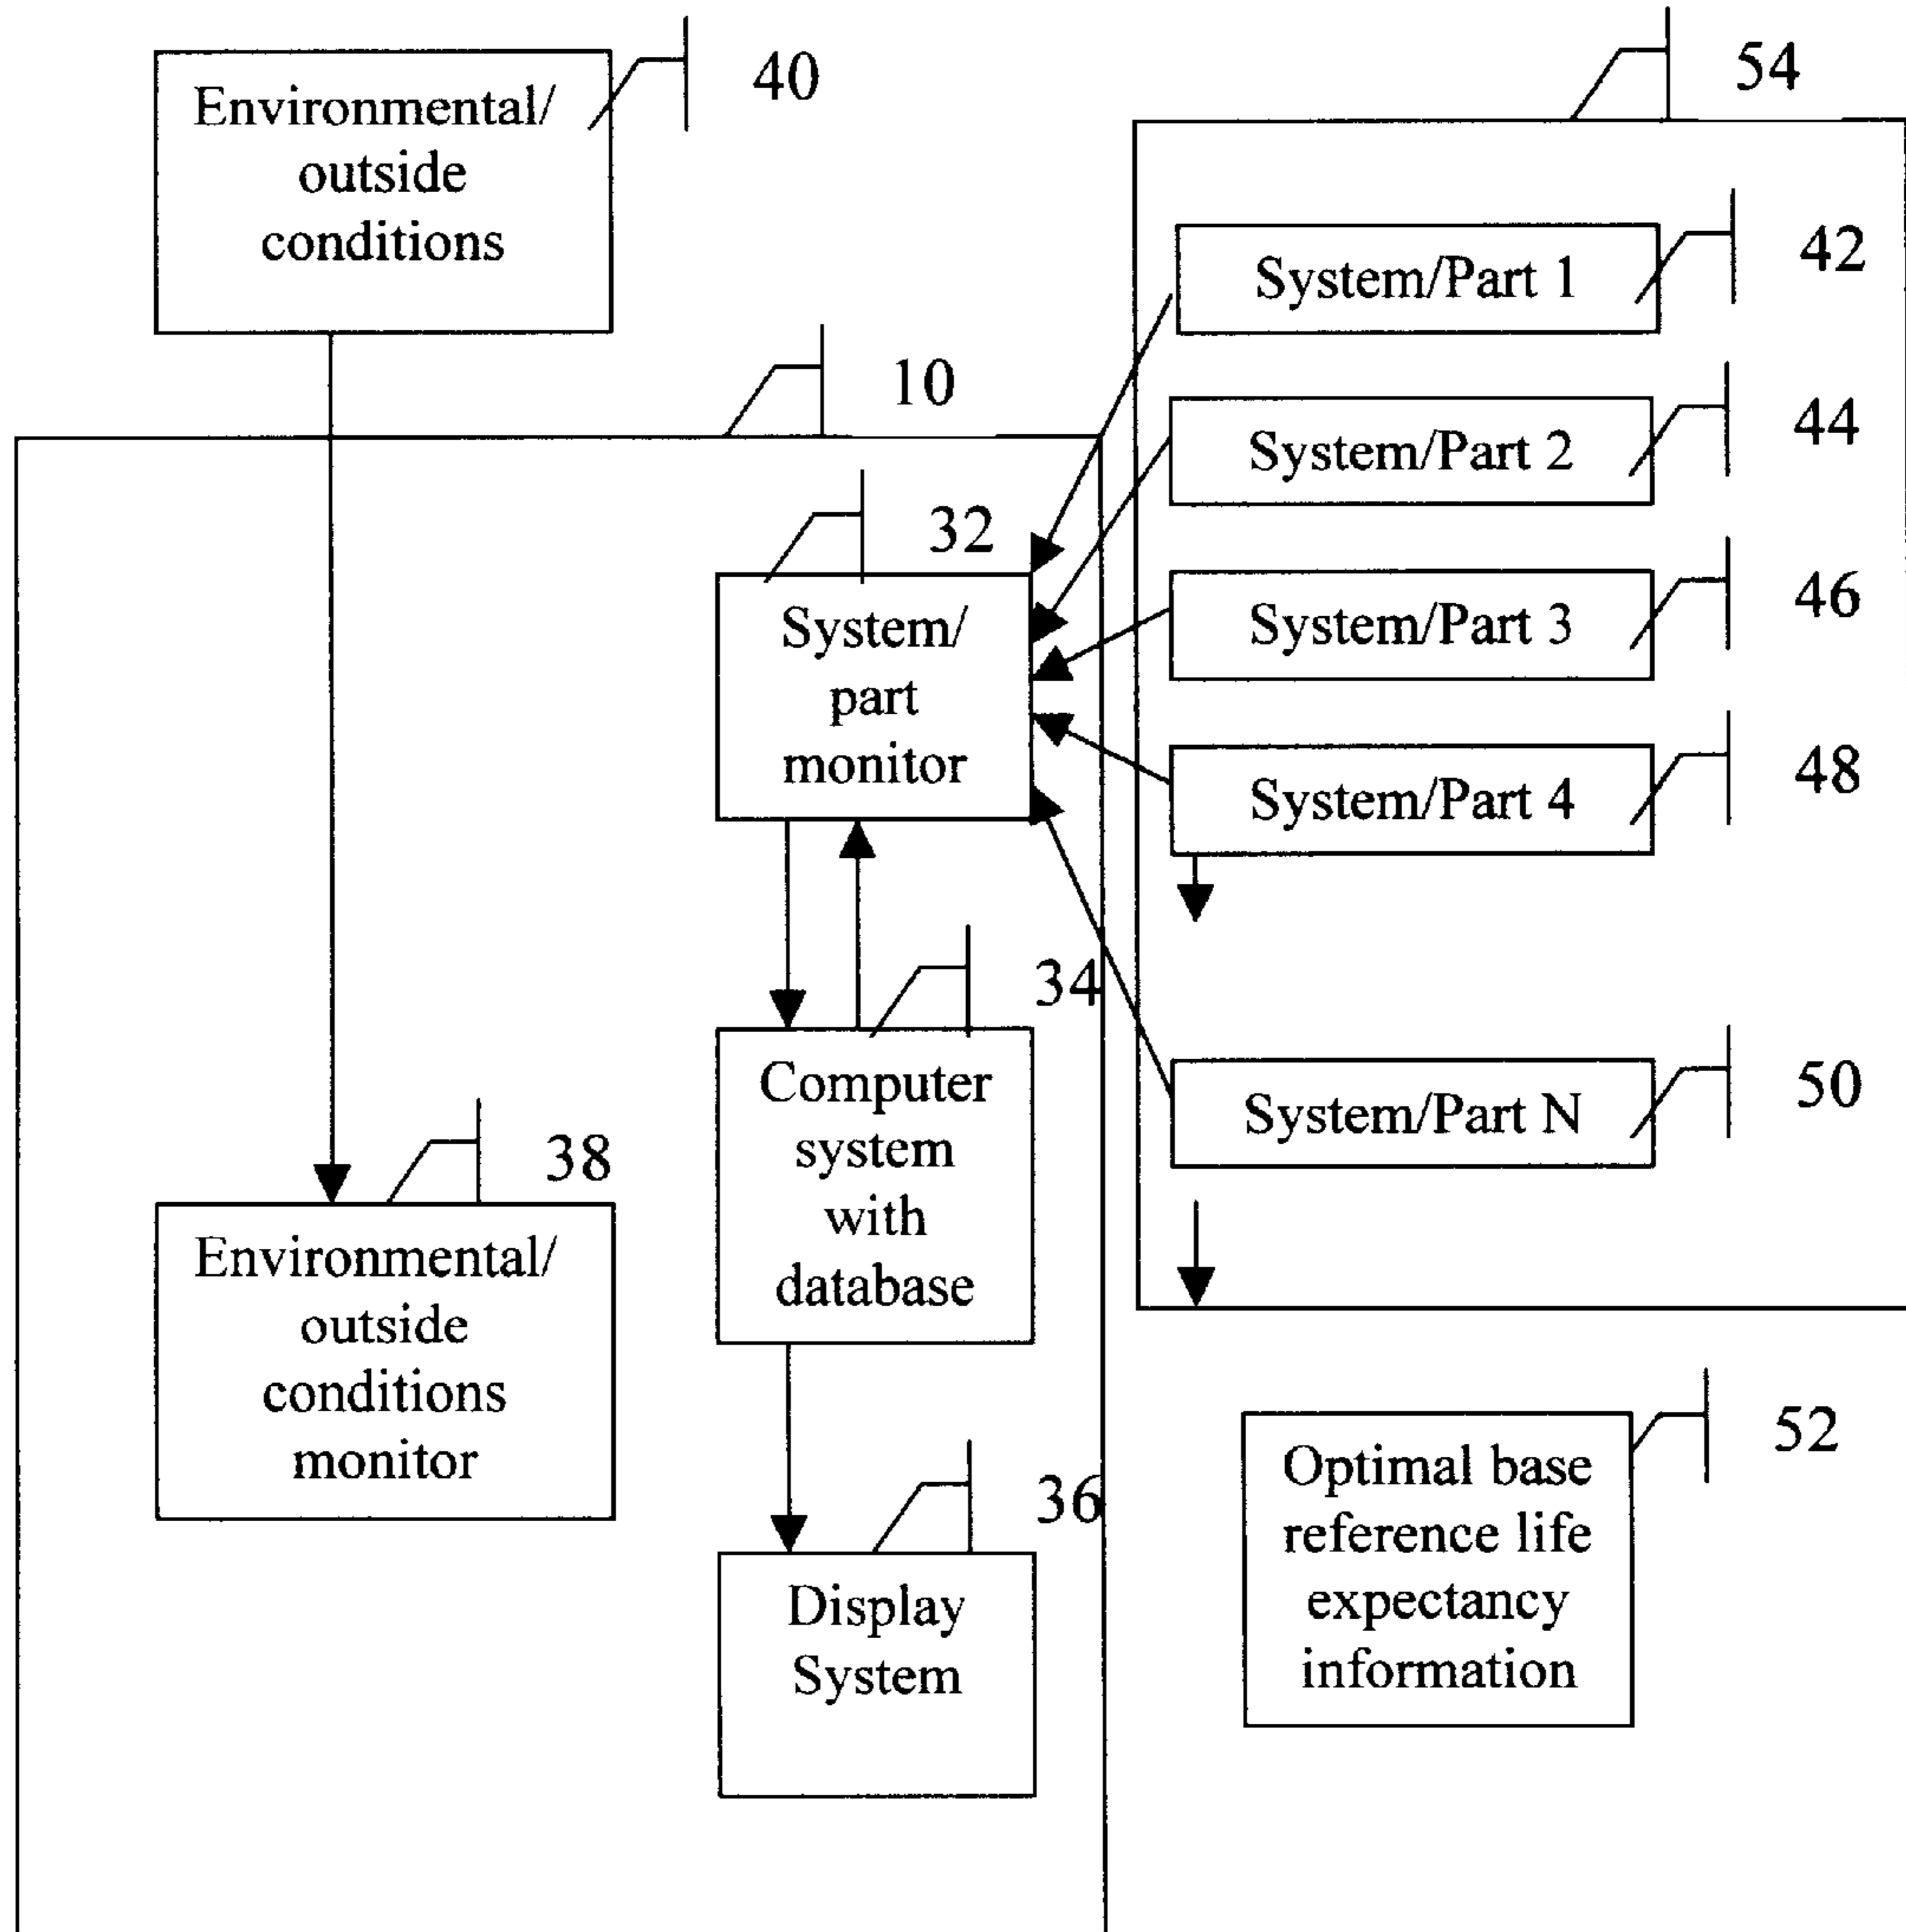 40
Environmental/
outside
conditions
54
System/Part 1
42
System/Part 2
44
System/Part 3
46
System/Part 4
48
System/Part N
50
10
32
System/
part
monitor
34
Computer
system
with
database
38
Environmental/
outside
conditions
monitor
36
Display
System
52
Optimal base
reference life
expectancy
information